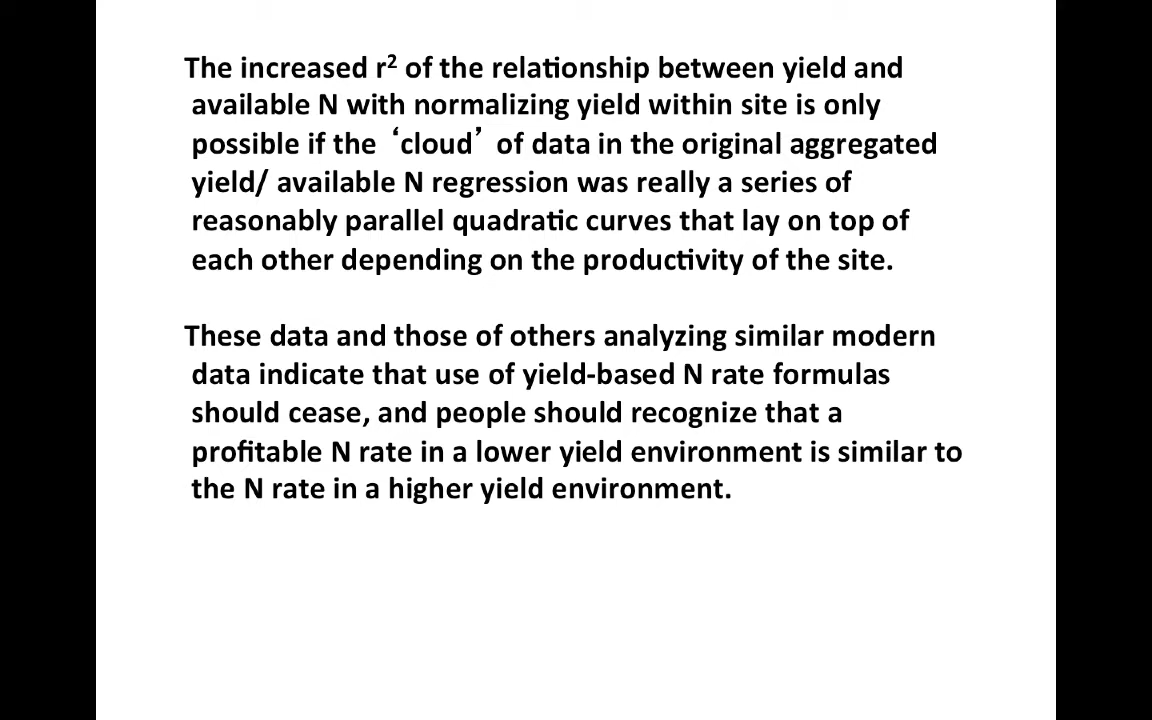 The increased r² of the relationship between yield and
available N with normalizing yield within site is only
possible if the ‘cloud’ of data in the original aggregated
yield/ available N regression was really a series of
reasonably parallel quadratic curves that lay on top of
each other depending on the productivity of the site.
These data and those of others analyzing similar modern
data indicate that use of yield-based N rate formulas
should cease, and people should recognize that a
profitable N rate in a lower yield environment is similar to
the N rate in a higher yield environment.